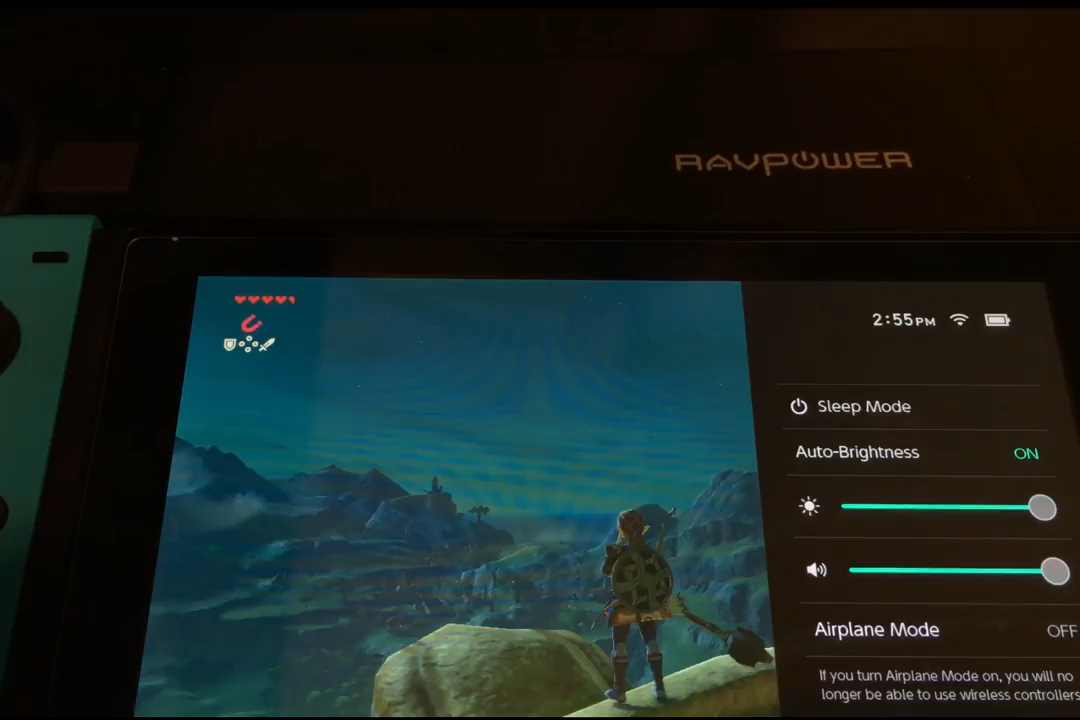 RAVPOWER
2:55PM
Sleep Mode
Auto-Brightness ON
Airplane Mode OFF
If you turn Airplane Mode on, you will no
longer be able to use wireless controllers